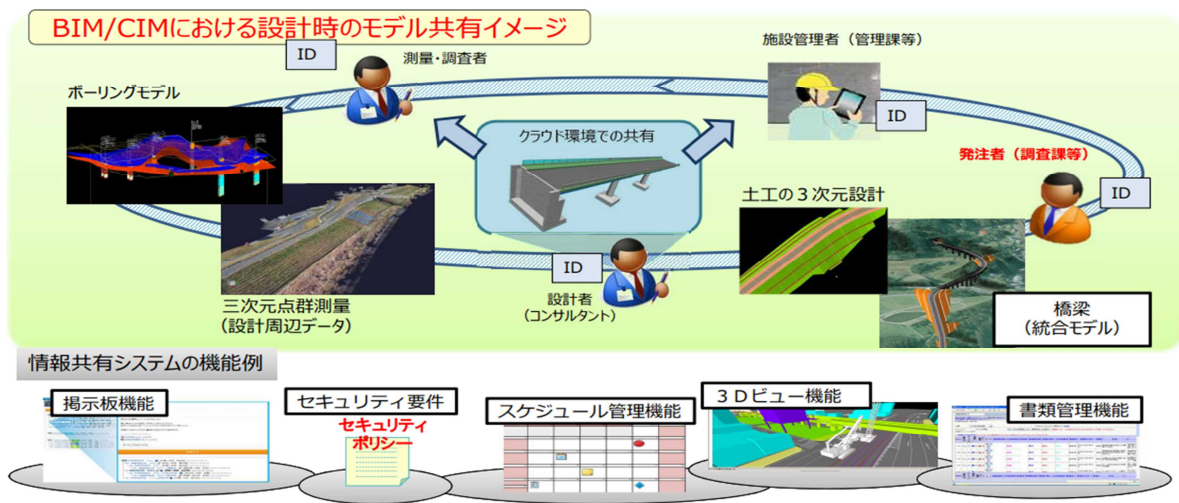 BIM/CIMにおける設計時のモデル共有イメージ
ID
測量・調査者
施設管理者（管理課等）
ボーリングモデル
ID
クラウド環境での共有
発注者（調査課等）
ID
土工の３次元設計
ID
三次元点群測量
（設計周辺データ）
設計者
（コンサルタント）
橋梁
（統合モデル）
情報共有システムの機能例
掲示板機能
セキュリティ要件
セキュリティ
ポリシー
スケジュール管理機能
３Ｄビュー機能
書類管理機能